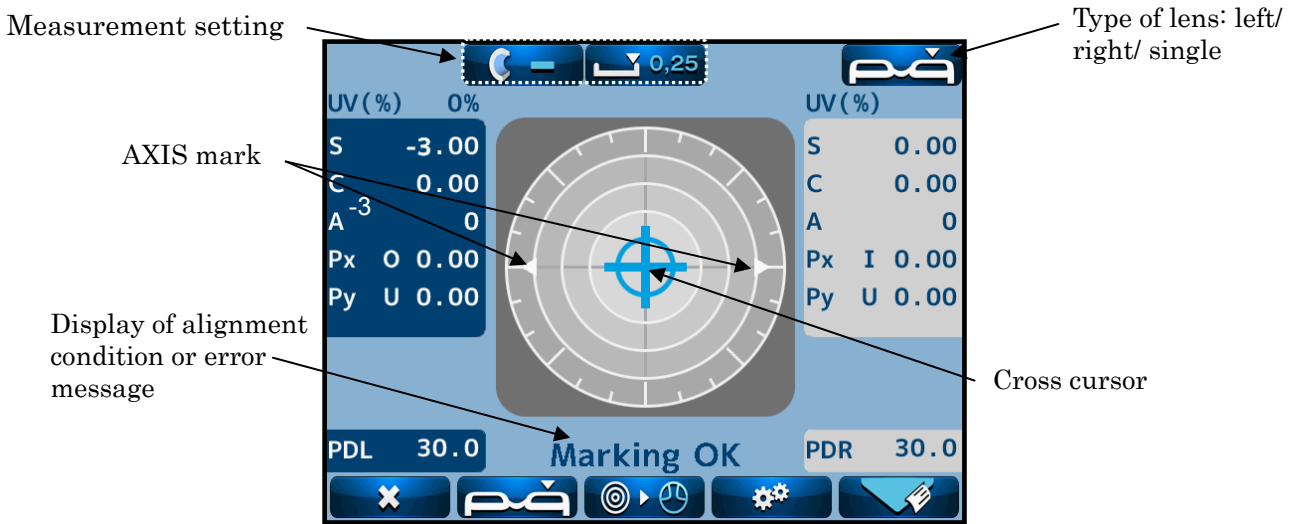 Measurement setting
Type of lens: left/
right/ single
0,25
UV(%) 0%
UV(%)
S -3.00
C 0.00
-3
A 0
Px O 0.00
Py U 0.00
S 0.00
C 0.00
A 0
Px I 0.00
Py U 0.00
AXIS mark
Display of alignment
condition or error
message
Cross cursor
PDL 30.0
Marking OK
PDR 30.0